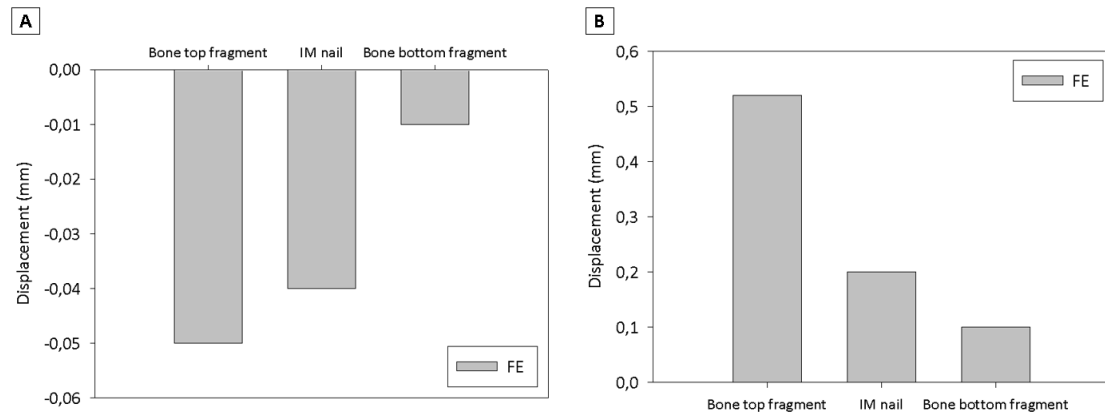 A
Bone top fragment IM nail Bone bottom fragment
0,00
-0,01
-0,02
-0,03
-0,04
-0,05
-0,06
Displacement (mm)
FE
B
0,6
0,5
0,4
0,3
0,2
0,1
0,0
Displacement (mm)
FE
Bone top fragment IM nail Bone bottom fragment